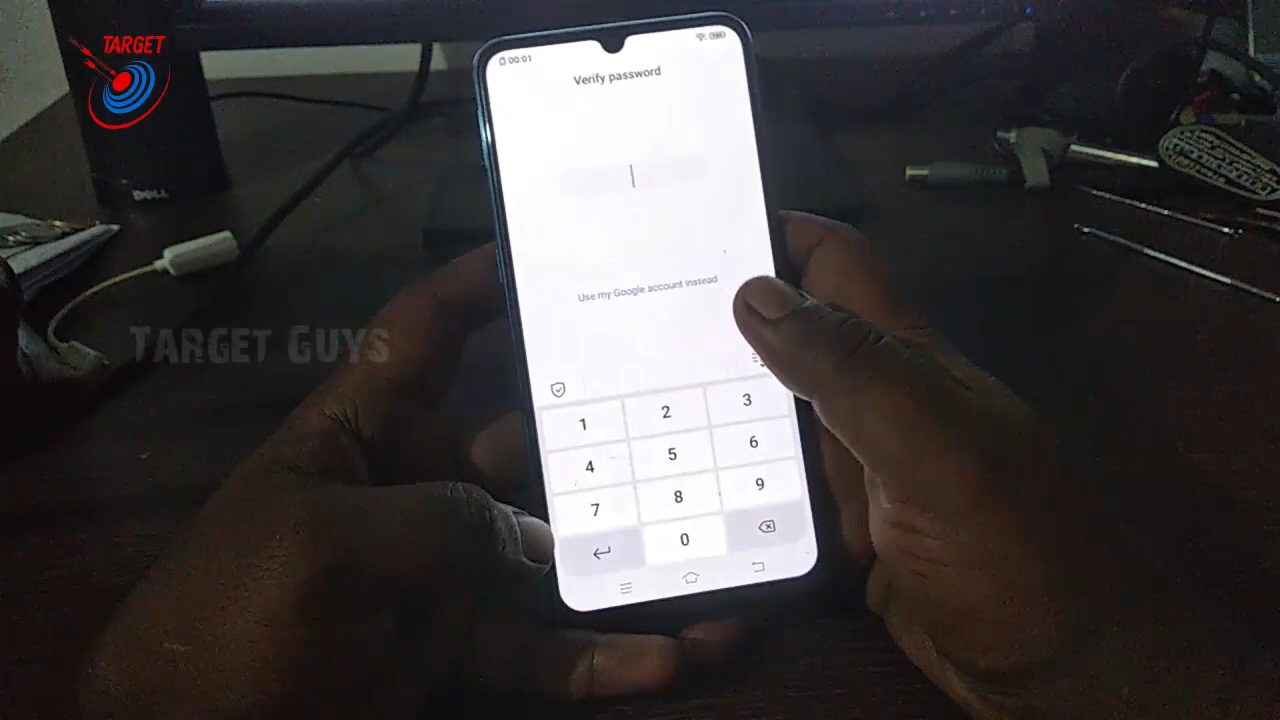 TARGET
00:01
Verify password
DELL
Use my Google account instead
TARGET GUYS
1 2 3
4 5 6
7 8 9
0